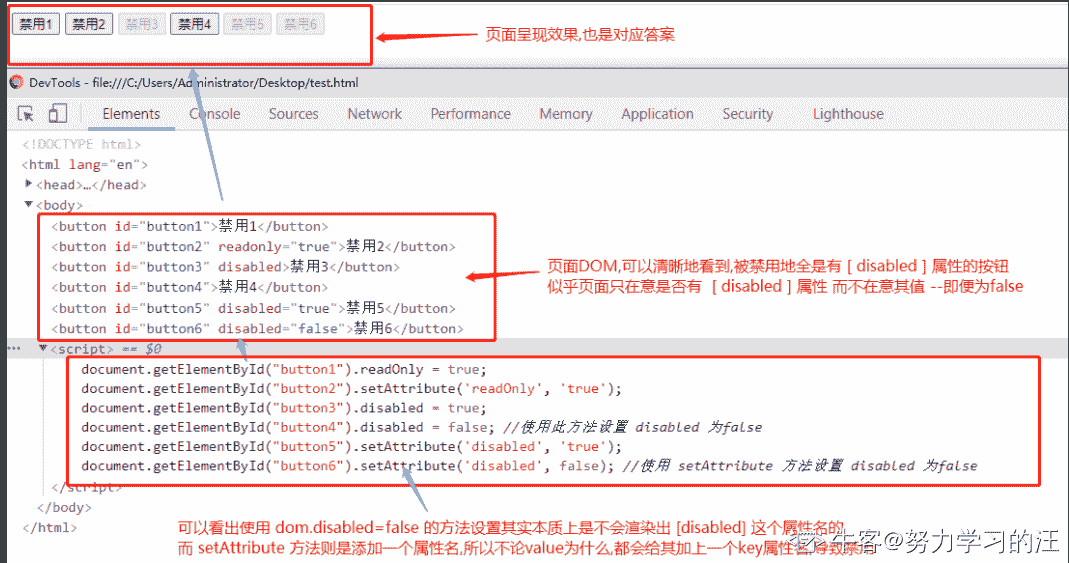 禁用1 禁用2 禁用3 禁用4 禁用5 禁用6
页面呈现效果,也是对应答案
DevTools - file:///C:/Users/Administrator/Desktop/test.html
Elements Console Sources Network Performance Memory Application Security Lighthouse
<!DOCTYPE html>
<html lang="en">
<head>…</head>
<body>
<button id="button1">禁用1</button>
<button id="button2" readonly="true">禁用2</button>
<button id="button3" disabled>禁用3</button>
<button id="button4">禁用4</button>
<button id="button5" disabled="true">禁用5</button>
<button id="button6" disabled="false">禁用6</button>
页面DOM,可以清晰地看到,被禁用地全是有 [ disabled ] 属性的按钮
似乎页面只在意是否有 [ disabled ] 属性 而不在意其值 --即便为false
<script> == $0
document.getElementById("button1").readOnly = true;
document.getElementById("button2").setAttribute('readOnly', 'true');
document.getElementById("button3").disabled = true;
document.getElementById("button4").disabled = false; //使用此方法设置 disabled 为false
document.getElementById("button5").setAttribute('disabled', 'true');
document.getElementById("button6").setAttribute('disabled', false); //使用 setAttribute 方法设置 disabled 为false
</script>
</body>
</html>
可以看出使用 dom.disabled=false 的方法设置其实本质上是不会渲染出 [disabled] 这个属性名的
而 setAttribute 方法则是添加一个属性名,所以不论value为什么,都会给其加上一个key属性名,导致禁用
牛客@努力学习的汪